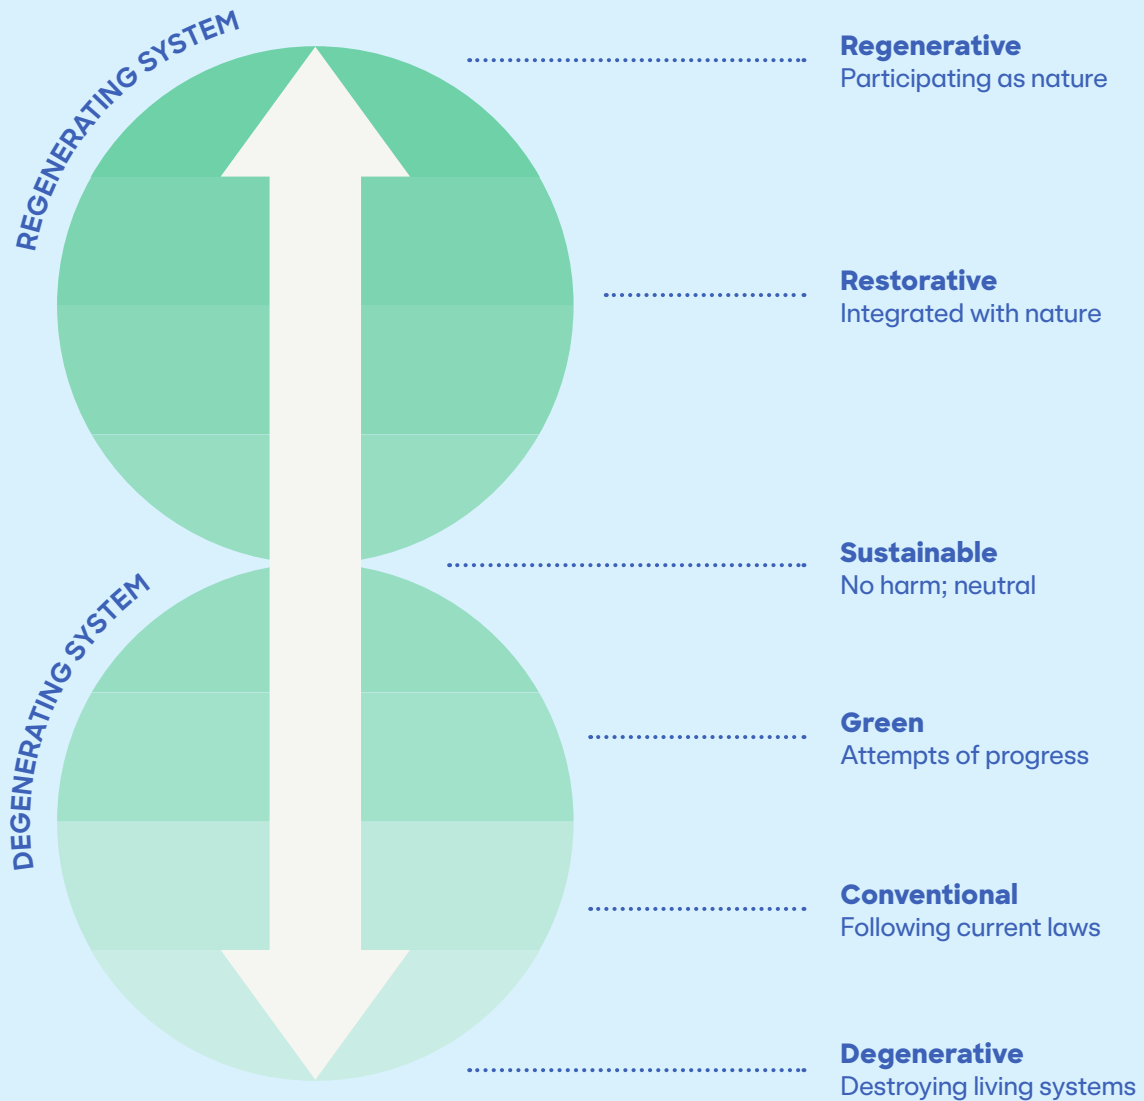 REGENERATING SYSTEM
Regenerative
Participating as nature
Restorative
Integrated with nature
Sustainable
No harm; neutral
DEGENERATING SYSTEM
Green
Attempts of progress
Conventional
Following current laws
Degenerative
Destroying living systems